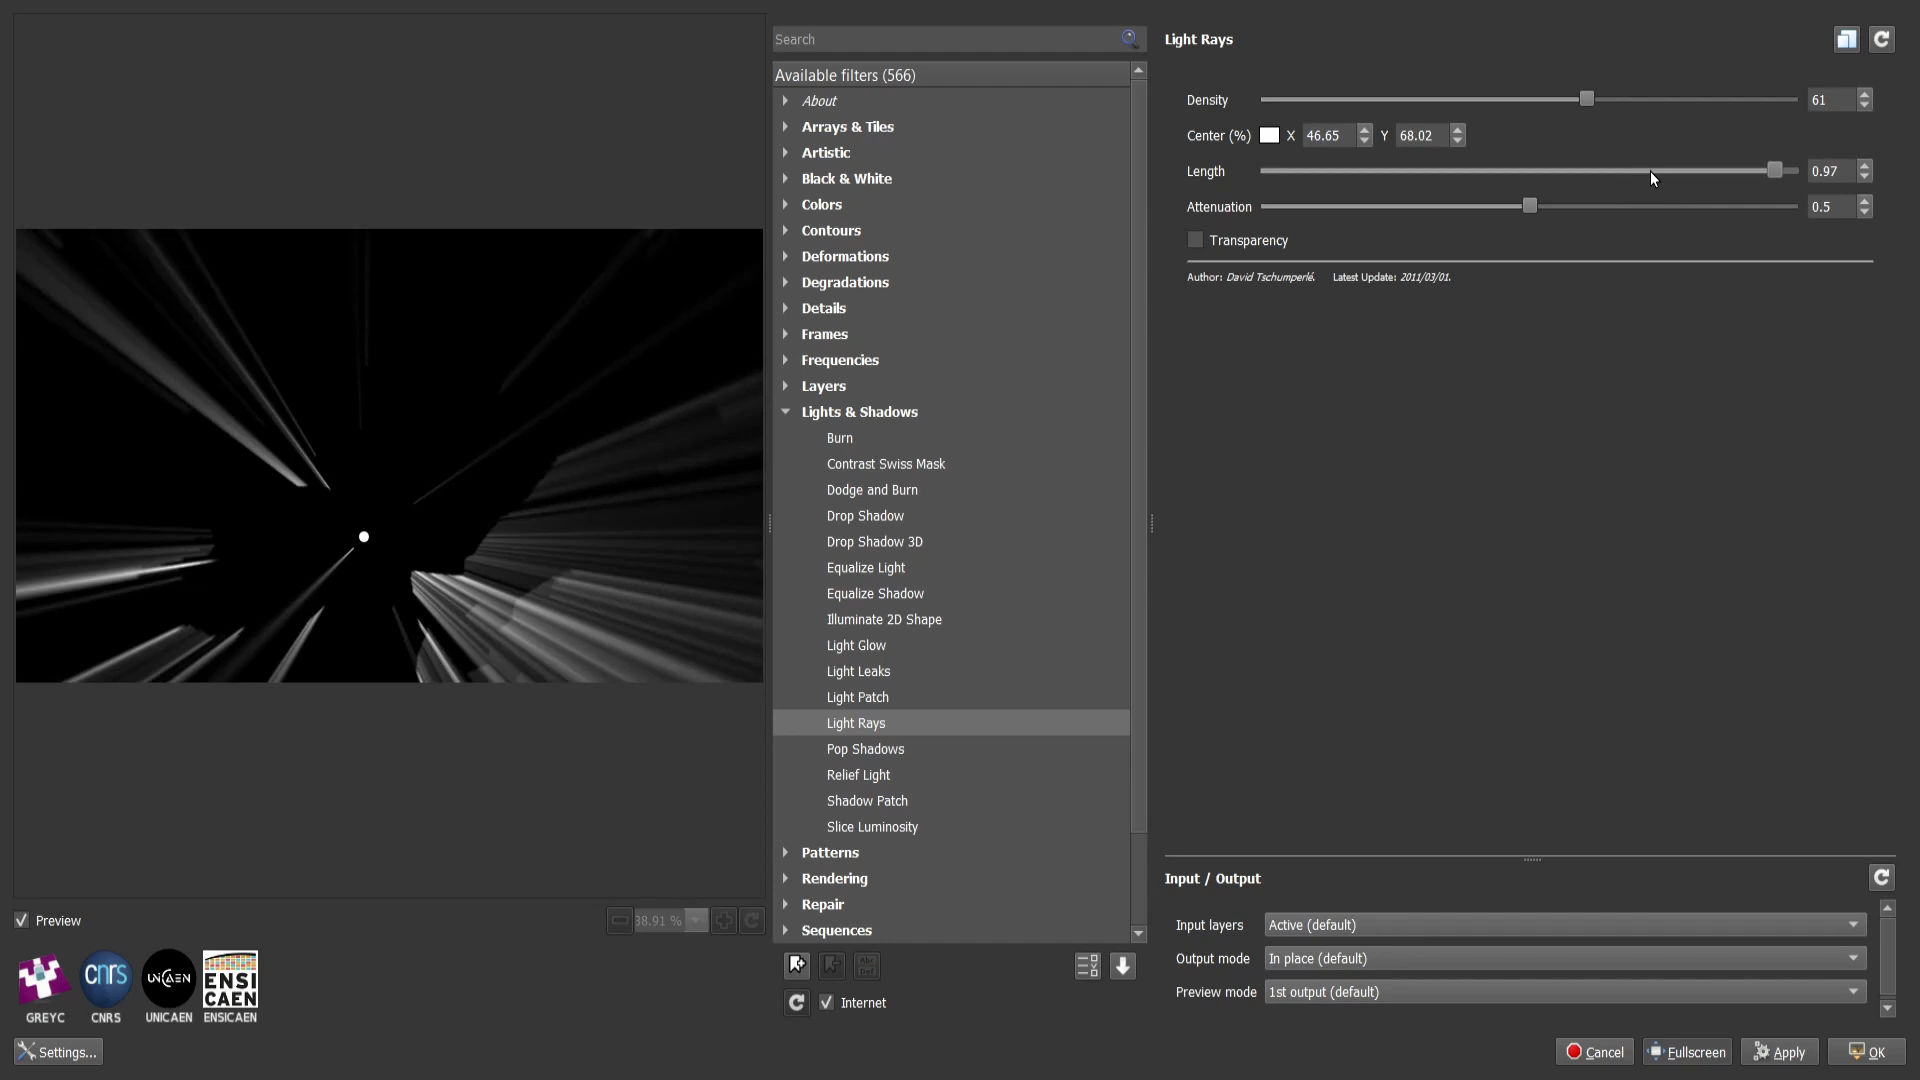 Search
Available filters (566)
About
Arrays & Tiles
Artistic
Black & White
Colors
Contours
Deformations
Degradations
Details
Frames
Frequencies
Layers
Lights & Shadows
Burn
Contrast Swiss Mask
Dodge and Burn
Drop Shadow
Drop Shadow 3D
Equalize Light
Equalize Shadow
Illuminate 2D Shape
Light Glow
Light Leaks
Light Patch
Light Rays
Pop Shadows
Relief Light
Shadow Patch
Slice Luminosity
Patterns
Rendering
Repair
Sequences
Internet
Light Rays
Density 61
Center (%) X 46.65 Y 68.02
Length 0.97
Attenuation 0.5
Transparency
Author: David Tschumperlé. Latest Update: 2011/03/01.
Input / Output
Input layers Active (default)
Output mode In place (default)
Preview mode 1st output (default)
Preview
38.91 %
cnrs
UNICAEN
ENSI
CAEN
GREYC CNRS UNICAEN ENSICAEN
Settings...
Cancel Fullscreen Apply OK